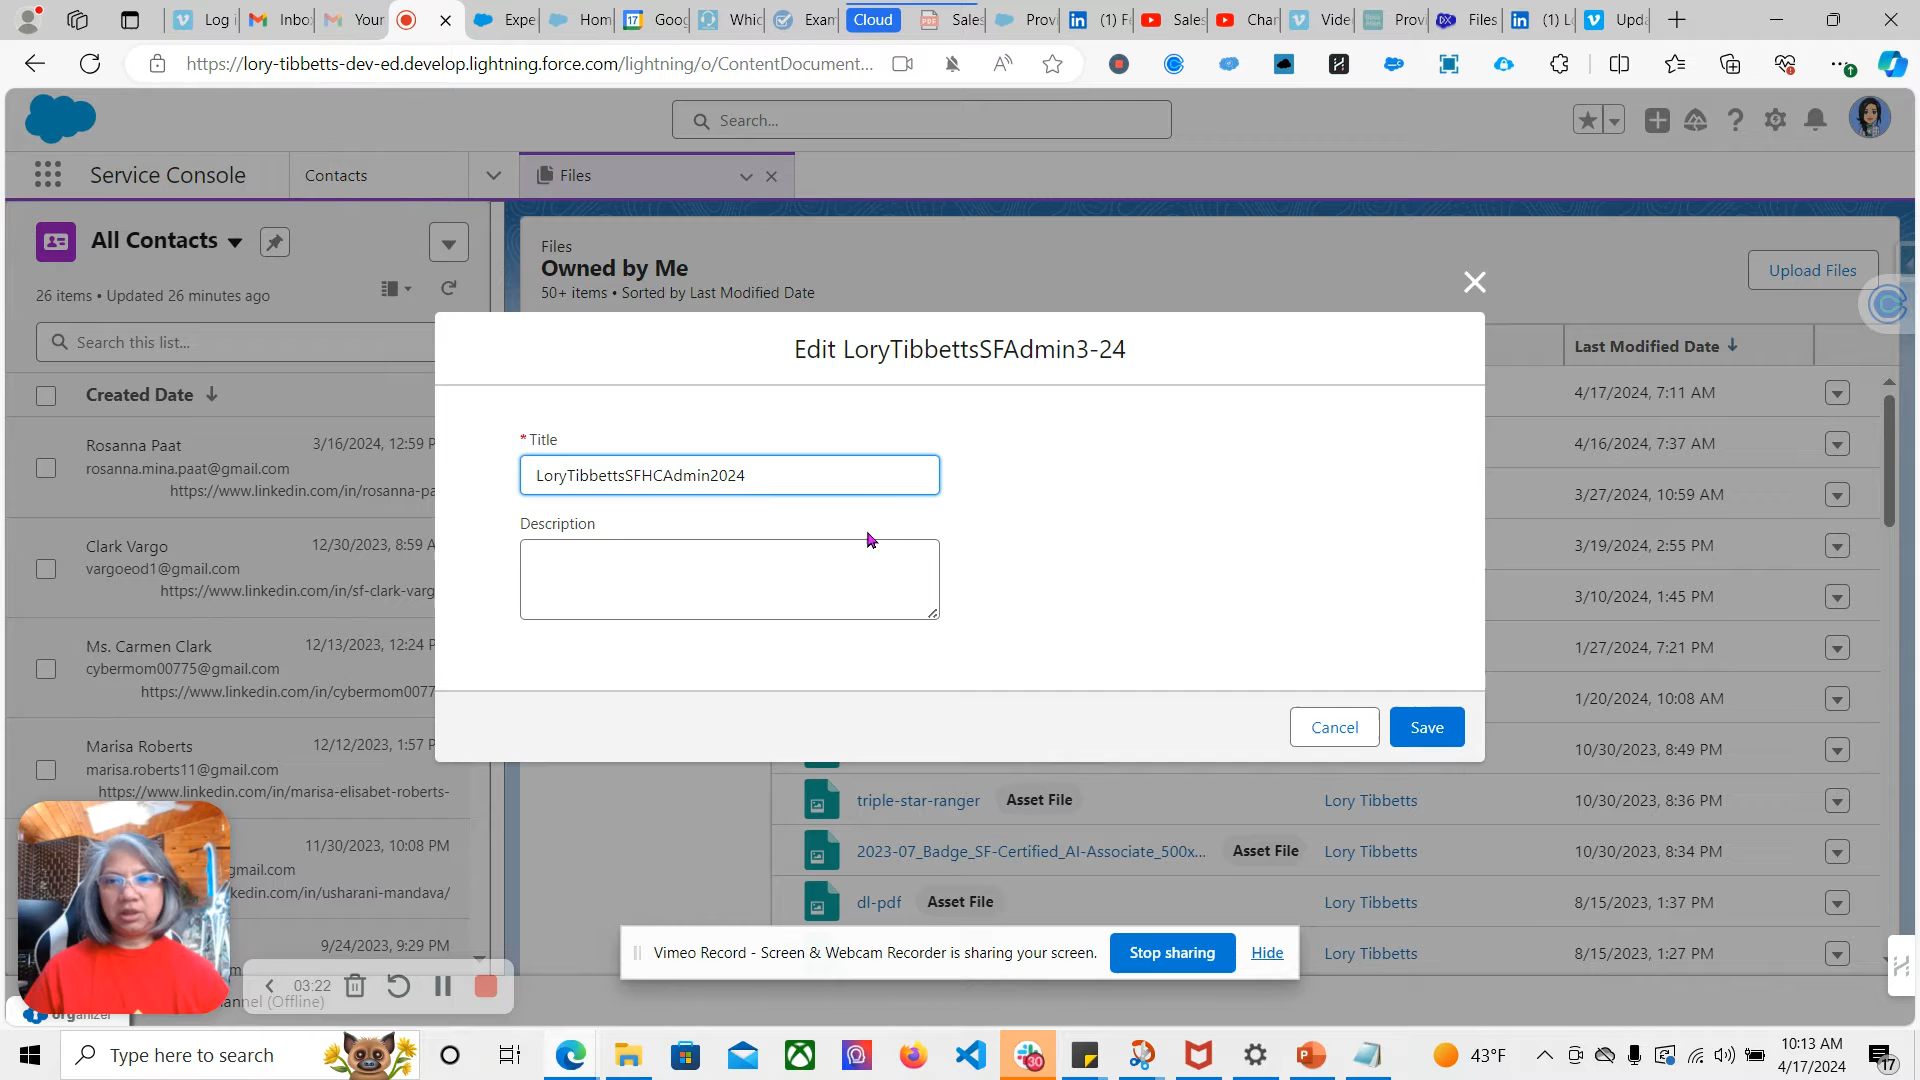 Log i
Inbo
Your
Expe
Hom
Goog
Whic
Exam
Cloud
Sales
Provi
(1) F
Sales
Char
Vide
Provi
Files
(1) L
Upda
https://lory-tibbetts-dev-ed.develop.lightning.force.com/lightning/o/ContentDocument...
Search...
Service Console
Contacts
Files
All Contacts
26 items • Updated 26 minutes ago
Search this list...
Created Date
Rosanna Paat
3/16/2024, 12:59 P
rosanna.mina.paat@gmail.com
https://www.linkedin.com/in/rosanna-pa
Clark Vargo
12/30/2023, 8:59 A
vargoeod1@gmail.com
https://www.linkedin.com/in/sf-clark-varg
Ms. Carmen Clark
12/13/2023, 12:24 P
cybermom00775@gmail.com
https://www.linkedin.com/in/cybermom0077
Marisa Roberts
12/12/2023, 1:57 P
marisa.roberts11@gmail.com
https://www.linkedin.com/in/marisa-elisabet-roberts-
11/30/2023, 10:08 PM
gmail.com
kedin.com/in/usharani-mandava/
9/24/2023, 9:29 PM
03:22
annel (Offline)
organizer
Files
Owned by Me
50+ items • Sorted by Last Modified Date
Upload Files
Last Modified Date
4/17/2024, 7:11 AM
4/16/2024, 7:37 AM
3/27/2024, 10:59 AM
3/19/2024, 2:55 PM
3/10/2024, 1:45 PM
1/27/2024, 7:21 PM
1/20/2024, 10:08 AM
10/30/2023, 8:49 PM
Edit LoryTibbettsSFAdmin3-24
* Title
LoryTibbettsSFHCAdmin2024
Description
Cancel
Save
triple-star-ranger Asset File Lory Tibbetts 10/30/2023, 8:36 PM
2023-07_Badge_SF-Certified_AI-Associate_500x... Asset File Lory Tibbetts 10/30/2023, 8:34 PM
dl-pdf Asset File Lory Tibbetts 8/15/2023, 1:37 PM
Lory Tibbetts 8/15/2023, 1:27 PM
Vimeo Record - Screen & Webcam Recorder is sharing your screen.
Stop sharing
Hide
Type here to search
30
43°F
10:13 AM
4/17/2024
17